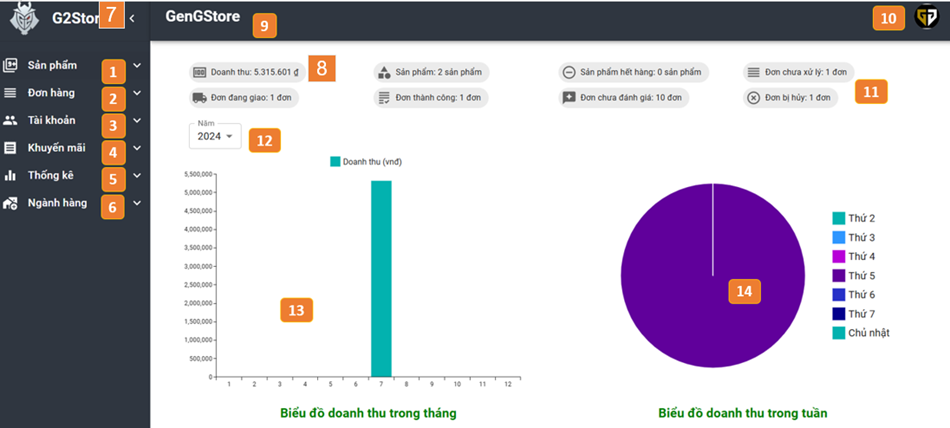 G2Stor 7
GenGStore
9
10
Sản phẩm 1
Đơn hàng 2
Tài khoản 3
Khuyến mãi 4
Thống kê 5
Ngành hàng 6
Doanh thu: 5.315.601 ₫ 8
Sản phẩm: 2 sản phẩm
Sản phẩm hết hàng: 0 sản phẩm
Đơn chưa xử lý: 1 đơn
Đơn đang giao: 1 đơn
Đơn thành công: 1 đơn
Đơn chưa đánh giá: 10 đơn
Đơn bị hủy: 1 đơn
11
Năm
2024
12
Doanh thu (vnđ)
5,500,000
5,000,000
4,500,000
4,000,000
3,500,000
3,000,000
2,500,000
2,000,000
1,500,000
1,000,000
500,000
0
13
1 2 3 4 5 6 7 8 9 10 11 12
Biểu đồ doanh thu trong tháng
14
Thứ 2
Thứ 3
Thứ 4
Thứ 5
Thứ 6
Thứ 7
Chủ nhật
Biểu đồ doanh thu trong tuần